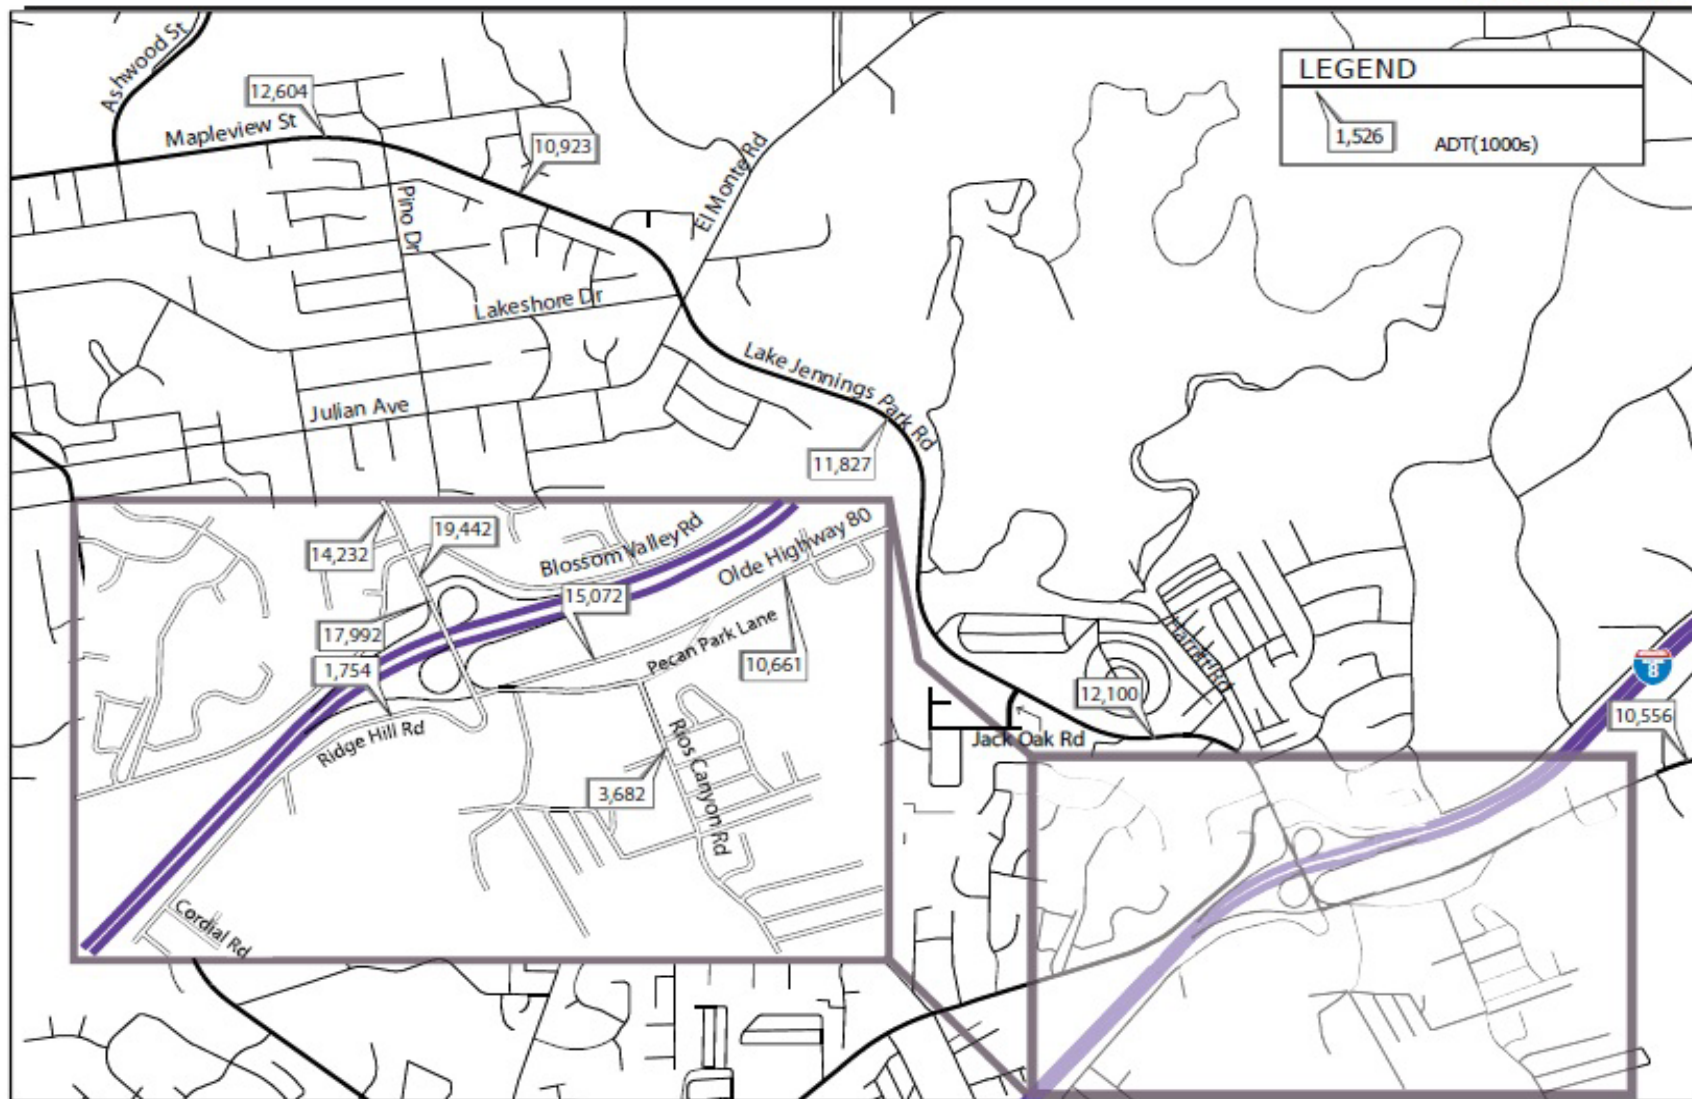 Ashwood St
12,604
Mapleview St
10,923
El Monte Rd
LEGEND
1,526
ADT(1000s)
Pino Dr
Lakeshore Dr
Lake Jennings Park Rd
Julian Ave
11,827
19,442
14,232
Blossom Valley Rd
Olde Highway 80
15,072
17,992
Pecan Park Lane
1,754
10,661
Ridge Hill Rd
Rios Canyon Rd
3,682
Cordial Rd
Harritt Rd
12,100
Jack Oak Rd
8
10,556